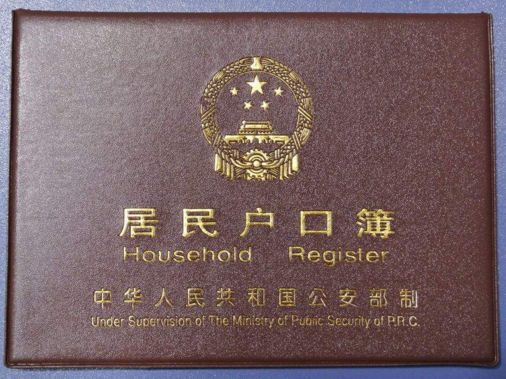 居民户口簿
Household Register
中华人民共和国公安部制
Under Supervision of The Ministry of Public Security of P.R.C.